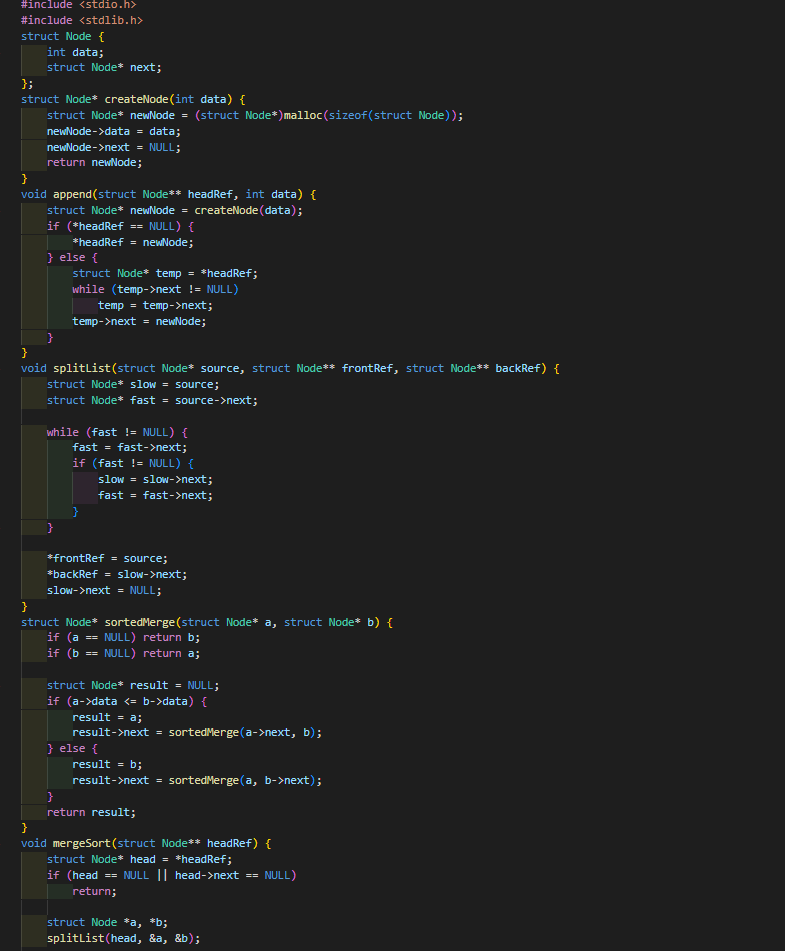 #include <stdio.h>
#include <stdlib.h>
struct Node {
    int data;
    struct Node* next;
};
struct Node* createNode(int data) {
    struct Node* newNode = (struct Node*)malloc(sizeof(struct Node));
    newNode->data = data;
    newNode->next = NULL;
    return newNode;
}
void append(struct Node** headRef, int data) {
    struct Node* newNode = createNode(data);
    if (*headRef == NULL) {
        *headRef = newNode;
    } else {
        struct Node* temp = *headRef;
        while (temp->next != NULL)
            temp = temp->next;
        temp->next = newNode;
    }
}
void splitList(struct Node* source, struct Node** frontRef, struct Node** backRef) {
    struct Node* slow = source;
    struct Node* fast = source->next;

    while (fast != NULL) {
        fast = fast->next;
        if (fast != NULL) {
            slow = slow->next;
            fast = fast->next;
        }
    }

    *frontRef = source;
    *backRef = slow->next;
    slow->next = NULL;
}
struct Node* sortedMerge(struct Node* a, struct Node* b) {
    if (a == NULL) return b;
    if (b == NULL) return a;

    struct Node* result = NULL;
    if (a->data <= b->data) {
        result = a;
        result->next = sortedMerge(a->next, b);
    } else {
        result = b;
        result->next = sortedMerge(a, b->next);
    }
    return result;
}
void mergeSort(struct Node** headRef) {
    struct Node* head = *headRef;
    if (head == NULL || head->next == NULL)
        return;

    struct Node *a, *b;
    splitList(head, &a, &b);